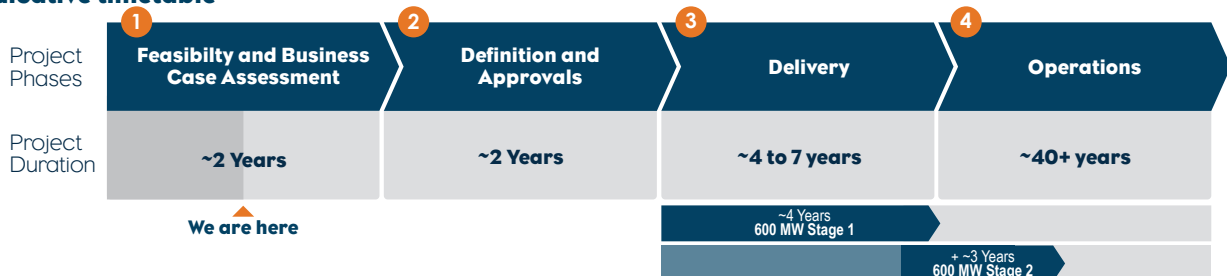 timetable
1
2
3
4
Project
Phases
Feasibilty and Business
Case Assessment
Definition and
Approvals
Delivery
Operations
Project
Duration
~2 Years
~2 Years
~4 to 7 years
~40+ years
We are here
~4 Years
600 MW Stage 1
+ ~3 Years
600 MW Stage 2